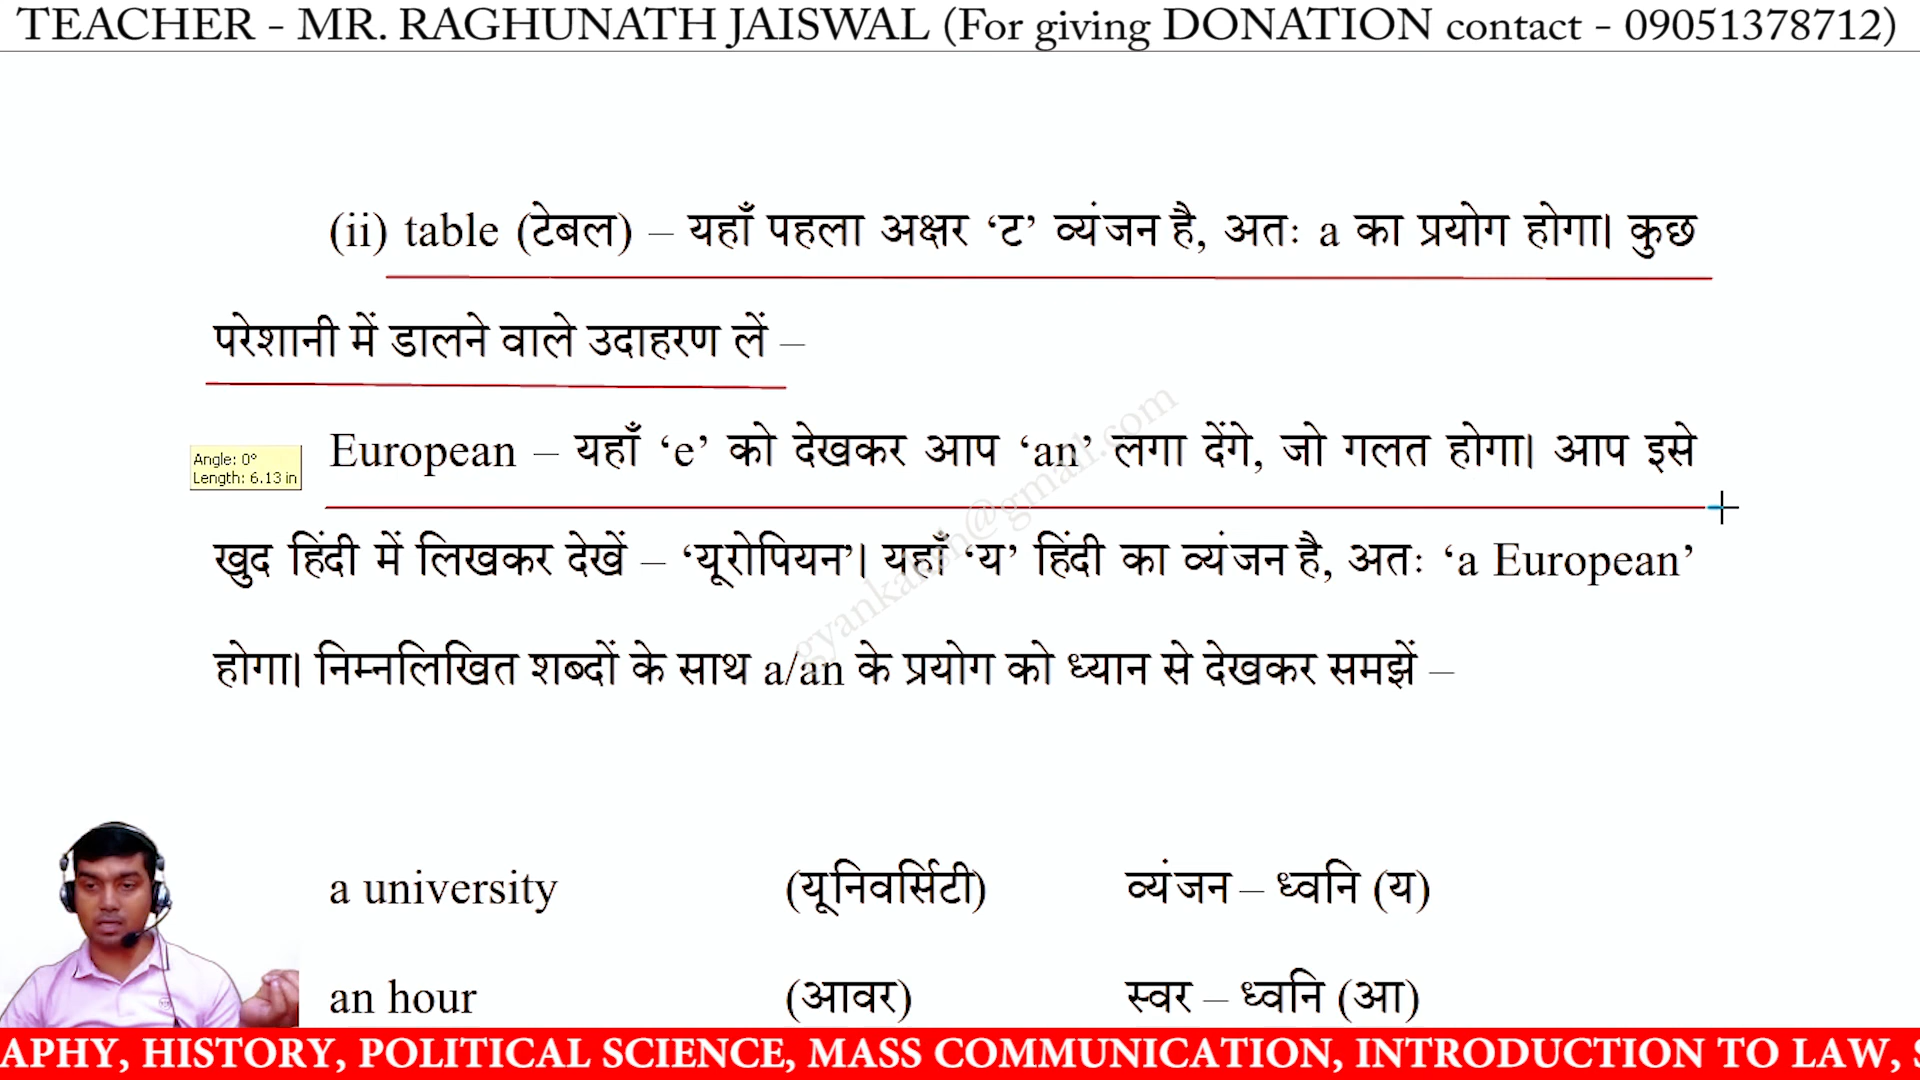 TEACHER - MR. RAGHUNATH JAISWAL (For giving DONATION contact - 09051378712)
(ii) table (टेबल) – यहाँ पहला अक्षर ‘ट’ व्यंजन है, अतः a का प्रयोग होगा। कुछ
परेशानी में डालने वाले उदाहरण लें –
European – यहाँ ‘e’ को देखकर आप ‘an’ लगा देंगे, जो गलत होगा। आप इसे
Angle: 0°
Length: 6.13 in
खुद हिंदी में लिखकर देखें – ‘यूरोपियन’। यहाँ ‘य’ हिंदी का व्यंजन है, अतः ‘a European’
होगा। निम्नलिखित शब्दों के साथ a/an के प्रयोग को ध्यान से देखकर समझें –
gyankaksh@gmail.com
a university (यूनिवर्सिटी) व्यंजन – ध्वनि (य)
an hour (आवर) स्वर – ध्वनि (आ)
APHY, HISTORY, POLITICAL SCIENCE, MASS COMMUNICATION, INTRODUCTION TO LAW, S